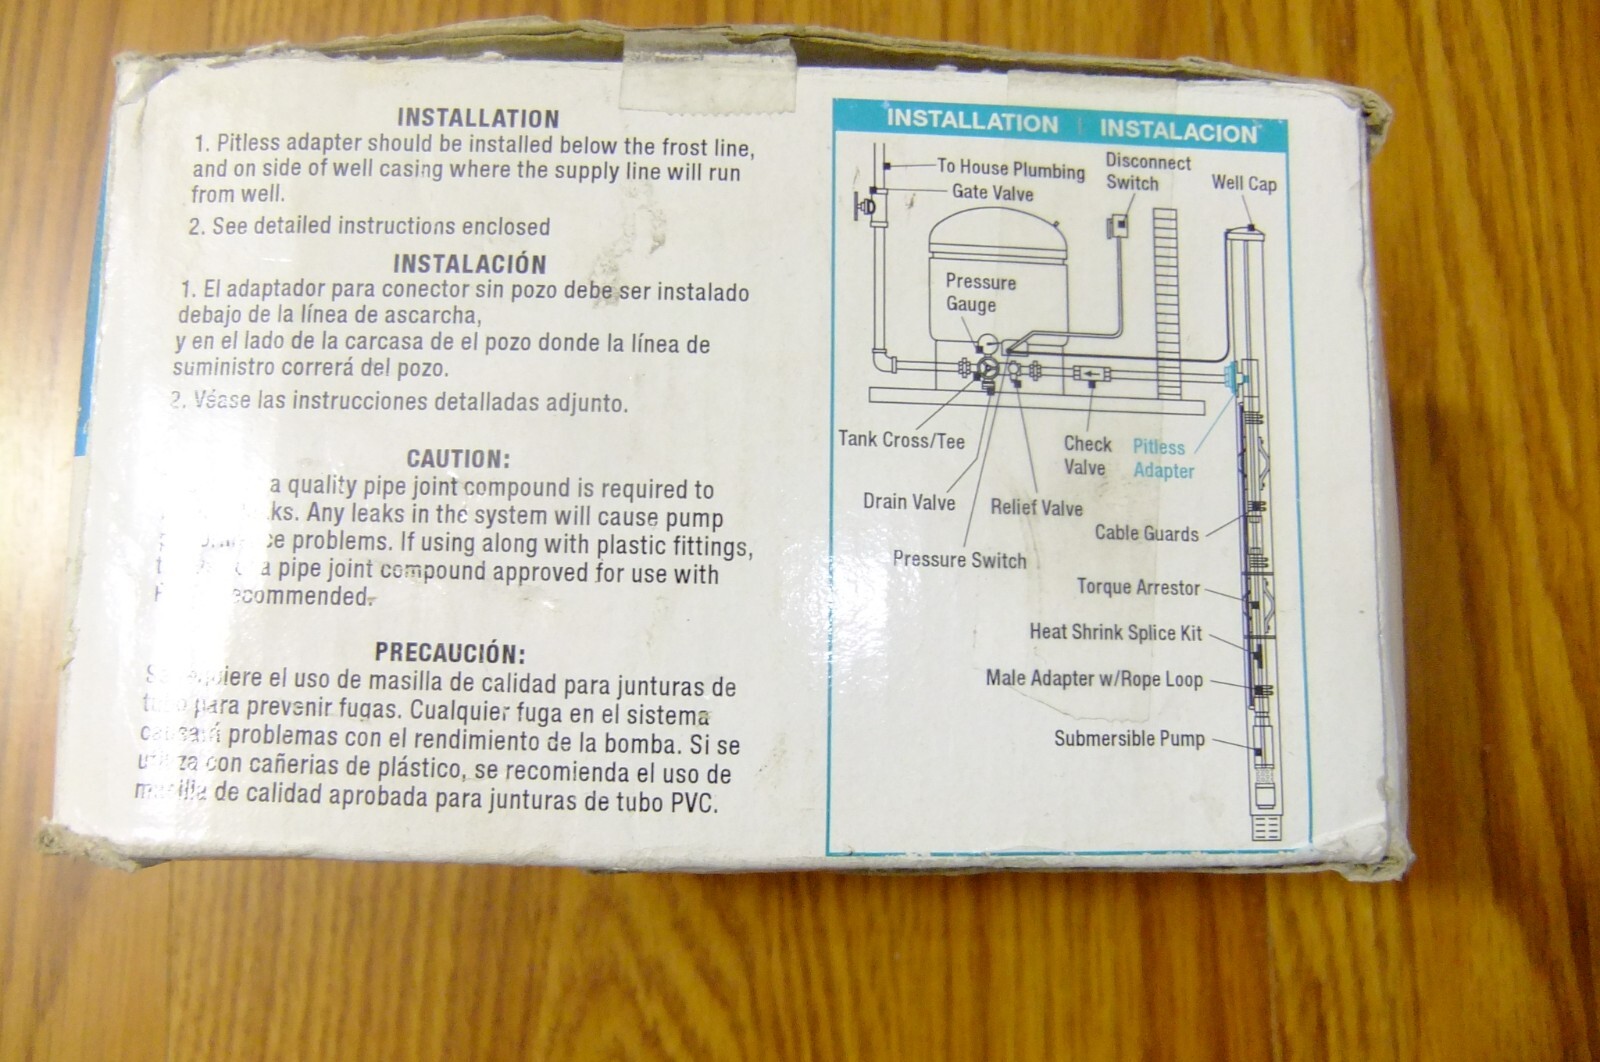 INSTALLATION
1. Pitless adapter should be installed below the frost line,
and on side of well casing where the supply line will run
from well.
2. See detailed instructions enclosed
INSTALACIÓN
1. El adaptador para conector sin pozo debe ser instalado
debajo de la línea de ascarcha,
y en el lado de la carcasa de el pozo donde la línea de
suministro correrá del pozo.
2. Véase las instrucciones detalladas adjunto.
CAUTION:
a quality pipe joint compound is required to
Any leaks in the system will cause pump
problems. If using along with plastic fittings,
a pipe joint compound approved for use with
PRECAUCIÓN:
el uso de masilla de calidad para junturas de
para prevenir fugas. Cualquier fuga en el sistema
causará problemas con el rendimiento de la bomba. Si se
utiliza con cañerias de plástico, se recomienda el uso de
masilla de calidad aprobada para junturas de tubo PVC.
INSTALLATION | INSTALACION
To House Plumbing
Gate Valve
Disconnect
Switch
Well Cap
Pressure
Gauge
Tank Cross/Tee
Check
Valve
Pitless
Adapter
Drain Valve
Relief Valve
Cable Guards
Pressure Switch
Torque Arrestor
Heat Shrink Splice Kit
Male Adapter w/Rope Loop
Submersible Pump